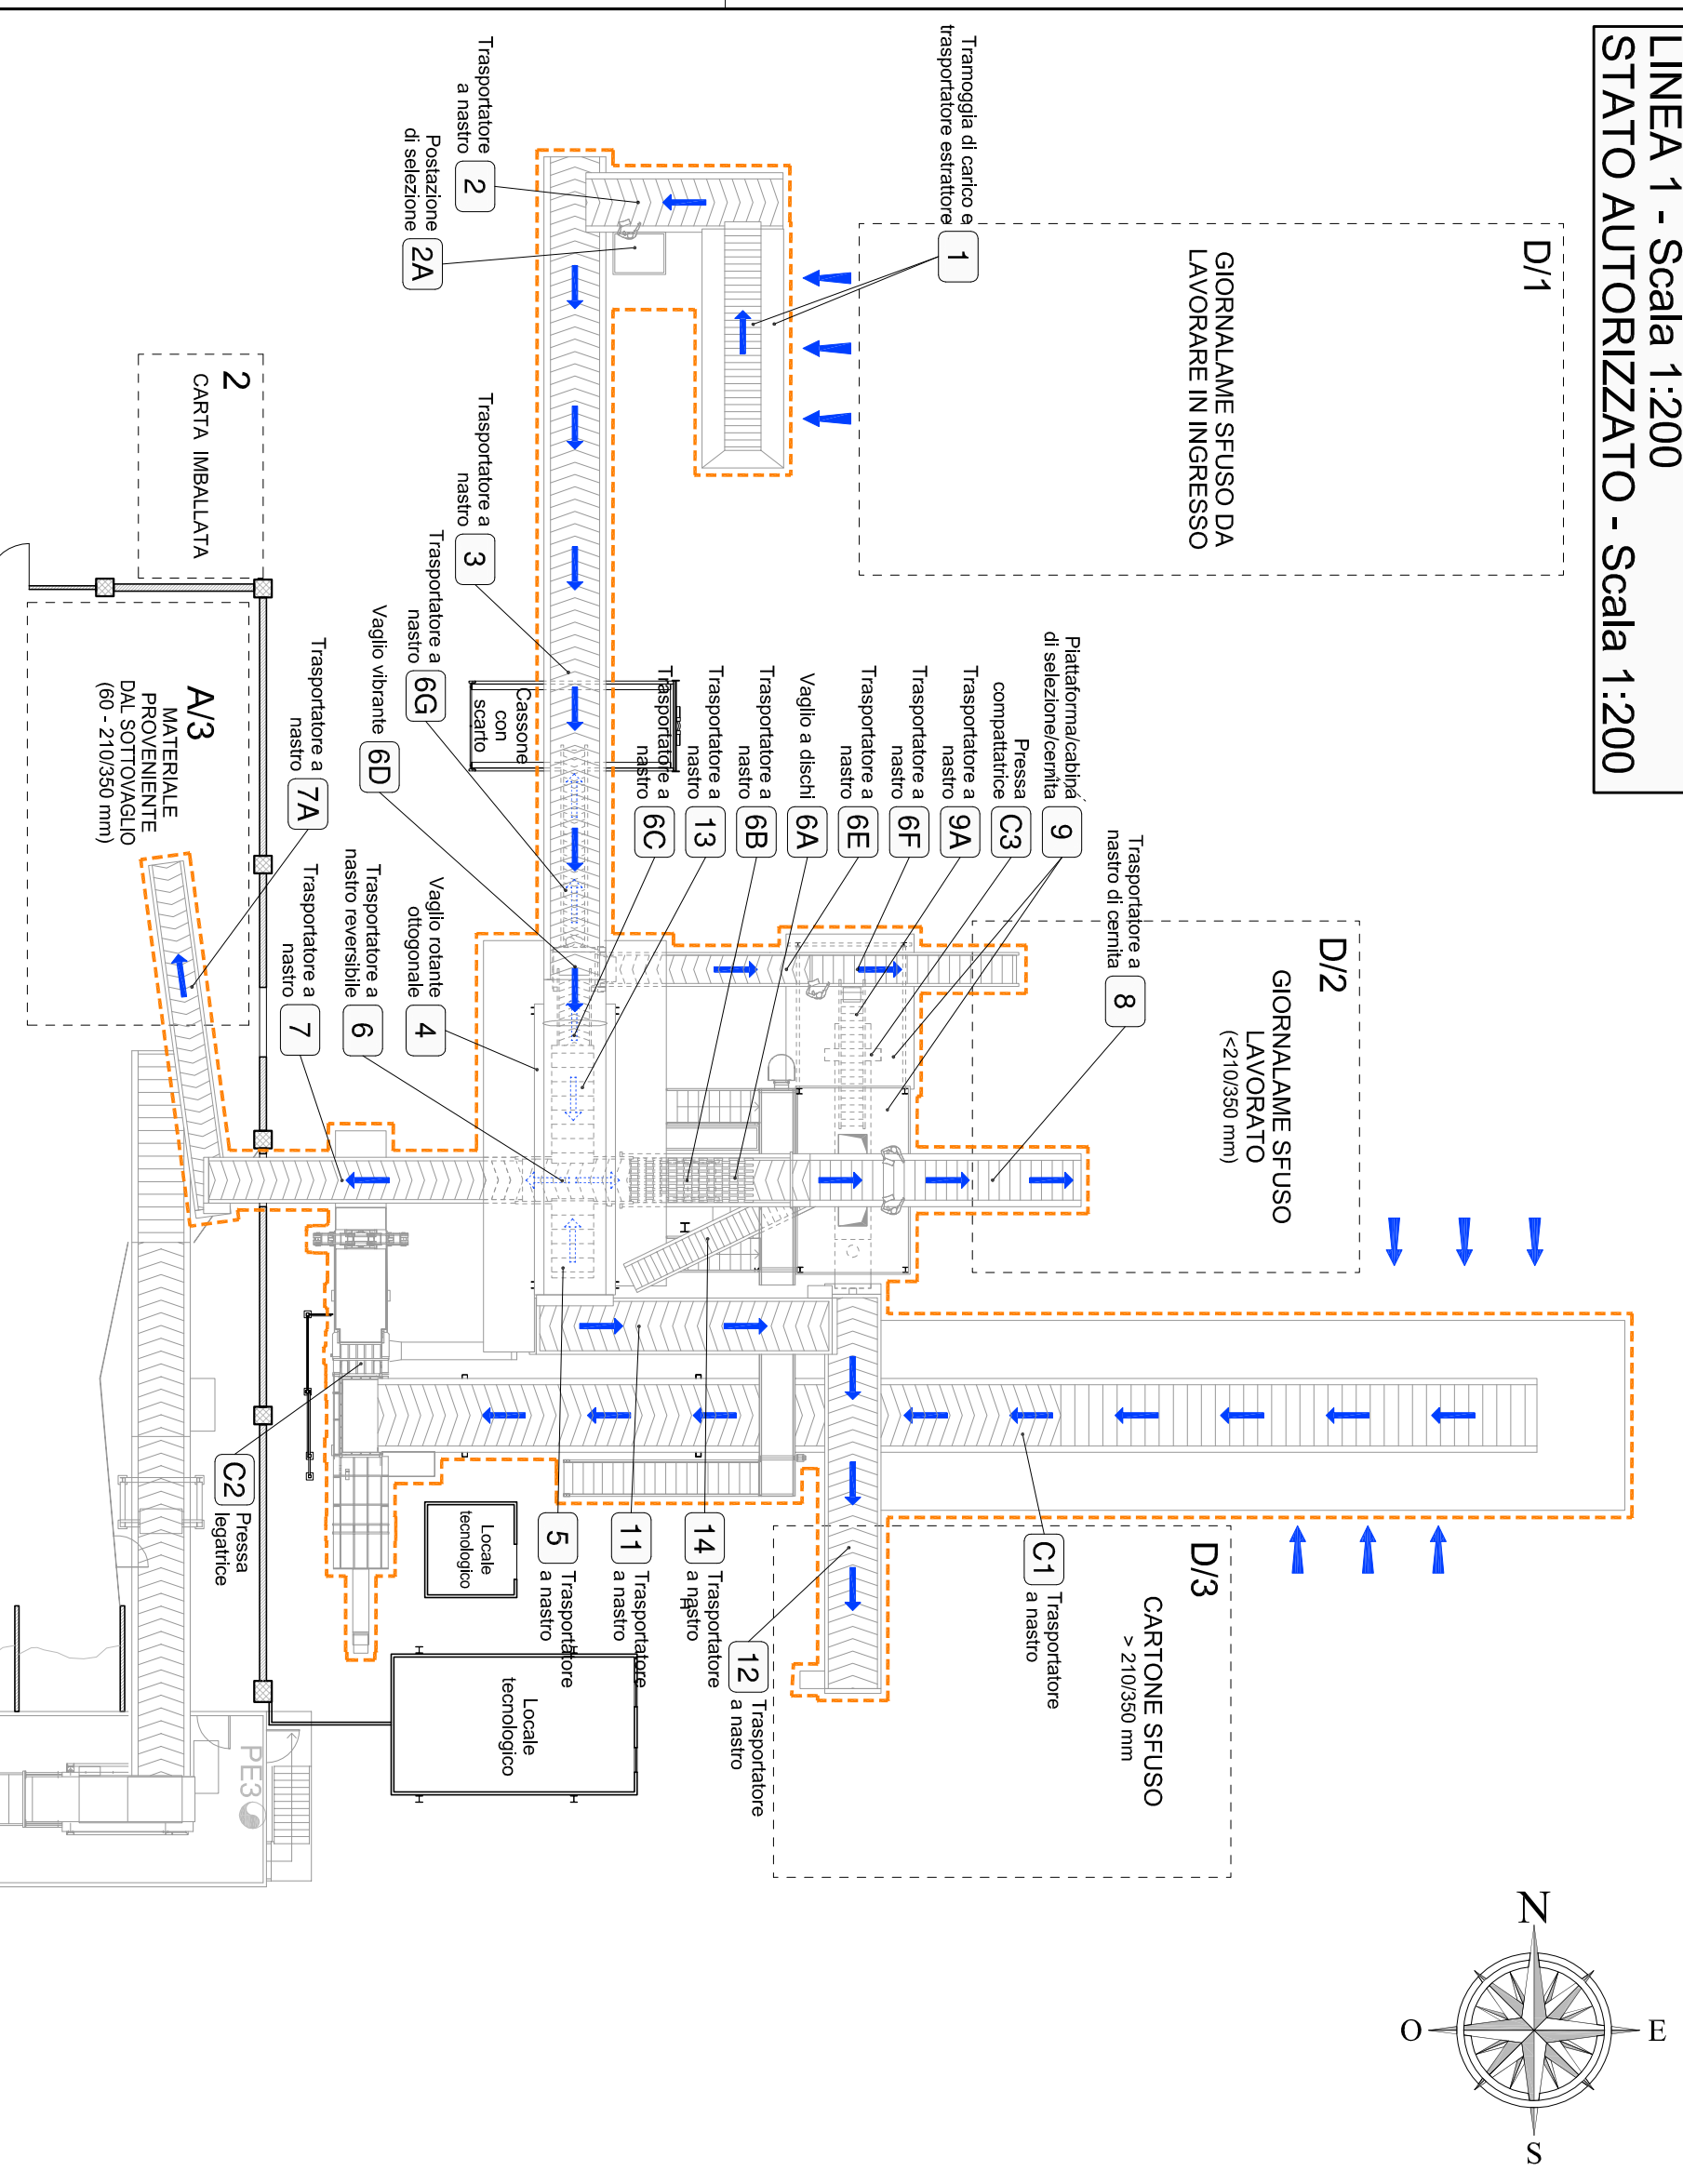 LINEA 1 - Scala 1:200
STATO AUTORIZZATO - Scala 1:200
D/1
GIORNALAME SFUSO DA
LAVORARE IN INGRESSO
Tramoggia di carico e
trasportatore estrattore
1
Trasportatore
a nastro
2
Postazione
di selezione
2A
2
CARTA IMBALLATA
Trasportatore a
nastro
3
Trasportatore a
nastro
6G
Vaglio vibrante
6D
Cassone
con
scarto
Trasportatore a
nastro
6C
Trasportatore a
nastro
13
Trasportatore a
nastro
6B
Vaglio a dischi
6A
Trasportatore a
nastro
6E
Trasportatore a
nastro
6F
Trasportatore a
nastro
9A
Pressa
compattatrice
C3
Piattaforma/cabina
di selezione/cernita
9
Trasportatore a
nastro di cernita
8
D/2
GIORNALAME SFUSO
LAVORATO
(<210/350 mm)
A/3
MATERIALE
PROVENIENTE
DAL SOTTOVAGLIO
(60 - 210/350 mm)
Trasportatore a
nastro
7A
Trasportatore a
nastro
7
Trasportatore a
nastro reversibile
6
Vaglio rotante
ottogonale
4
C2
Pressa
legatrice
Locale
tecnologico
5
Trasportatore
a nastro
11
Trasportatore
a nastro
14
Trasportatore
a nastro
12
Trasportatore
a nastro
C1
Trasportatore
a nastro
D/3
CARTONE SFUSO
> 210/350 mm
Locale
tecnologico
PE3
N
O
E
S